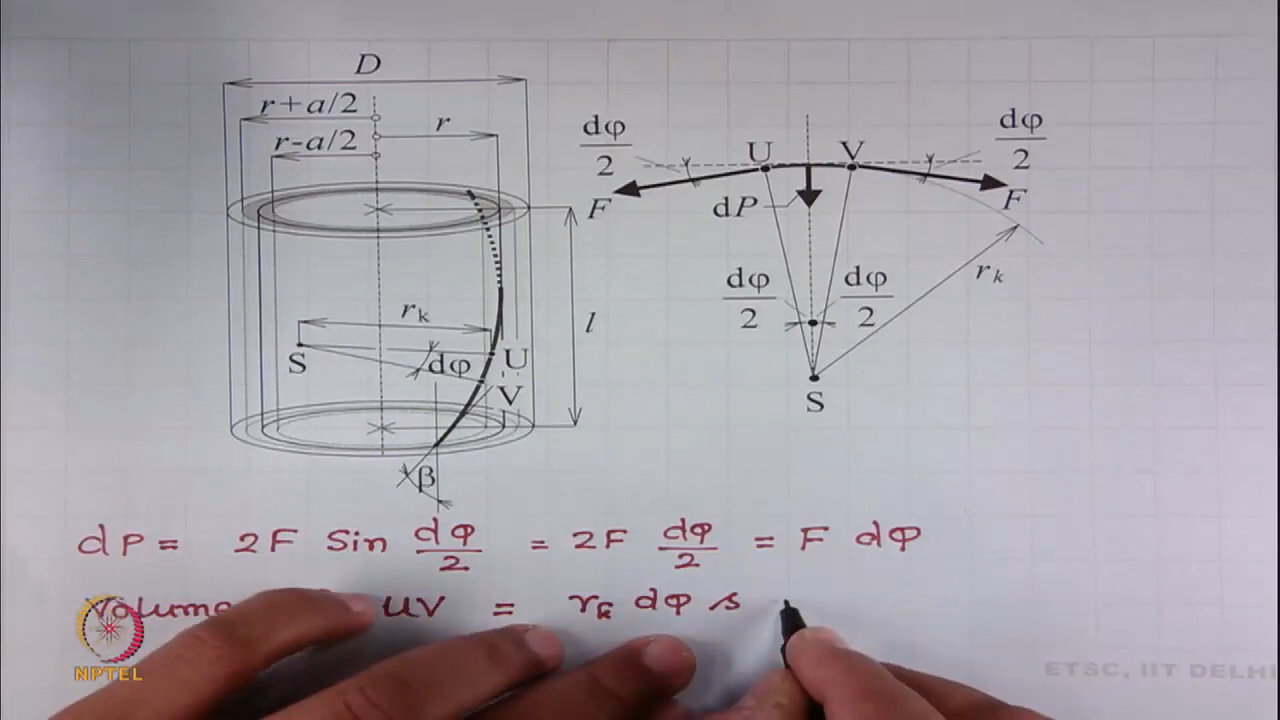 D
r+a/2
r
r-a/2
l
rk
S
dφ
U
V
β
dφ/2
U
V
dφ/2
F
dP
F
rk
dφ/2
dφ/2
S
dP = 2F Sin dφ/2 = 2F dφ/2 = F dφ
Volume UV = rk dφ s
NPTEL
ETSC, IIT DELHI